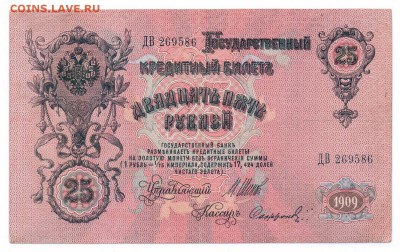 COINS.LAVE.RU
ДВ 269586 Государственный
25
Кредитный Билетъ
Двадцать пять
рублей
Государственный Банкъ
размѣниваетъ кредитные билеты
на золотую монету безъ ограниченія суммы
(1 рубль = 1/15 имперіала, содержитъ 17,424 долей
чистаго золота).
ДВ 269586
25
Управляющій
Кассиръ
1909